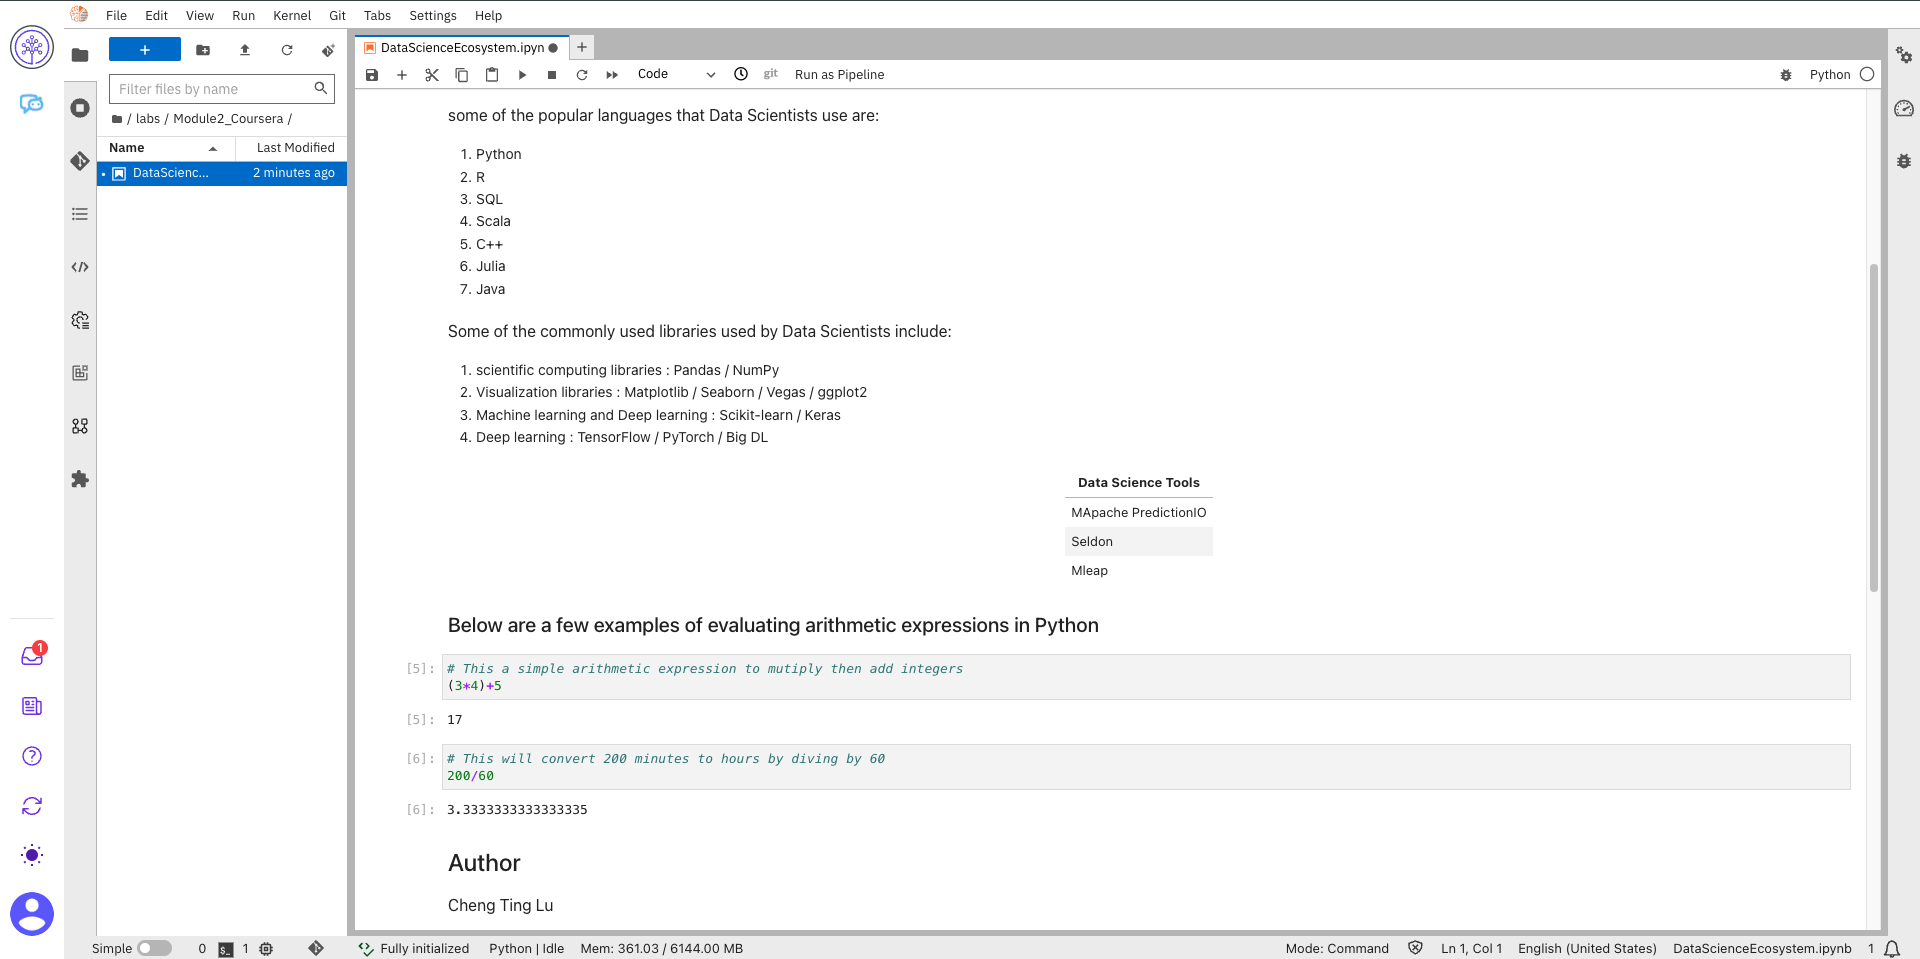 File Edit View Run Kernel Git Tabs Settings Help
Filter files by name
/ labs / Module2_Coursera /
Name Last Modified
DataScienc... 2 minutes ago
DataScienceEcosystem.ipyn
Code git Run as Pipeline Python
some of the popular languages that Data Scientists use are:
1. Python
2. R
3. SQL
4. Scala
5. C++
6. Julia
7. Java
Some of the commonly used libraries used by Data Scientists include:
1. scientific computing libraries : Pandas / NumPy
2. Visualization libraries : Matplotlib / Seaborn / Vegas / ggplot2
3. Machine learning and Deep learning : Scikit-learn / Keras
4. Deep learning : TensorFlow / PyTorch / Big DL
Data Science Tools
MApache PredictionIO
Seldon
Mleap
Below are a few examples of evaluating arithmetic expressions in Python
[5]: # This a simple arithmetic expression to mutiply then add integers
(3*4)+5
[5]: 17
[6]: # This will convert 200 minutes to hours by diving by 60
200/60
[6]: 3.3333333333333335
Author
Cheng Ting Lu
1
Simple 0 $_ 1 Fully initialized Python | Idle Mem: 361.03 / 6144.00 MB Mode: Command Ln 1, Col 1 English (United States) DataScienceEcosystem.ipynb 1